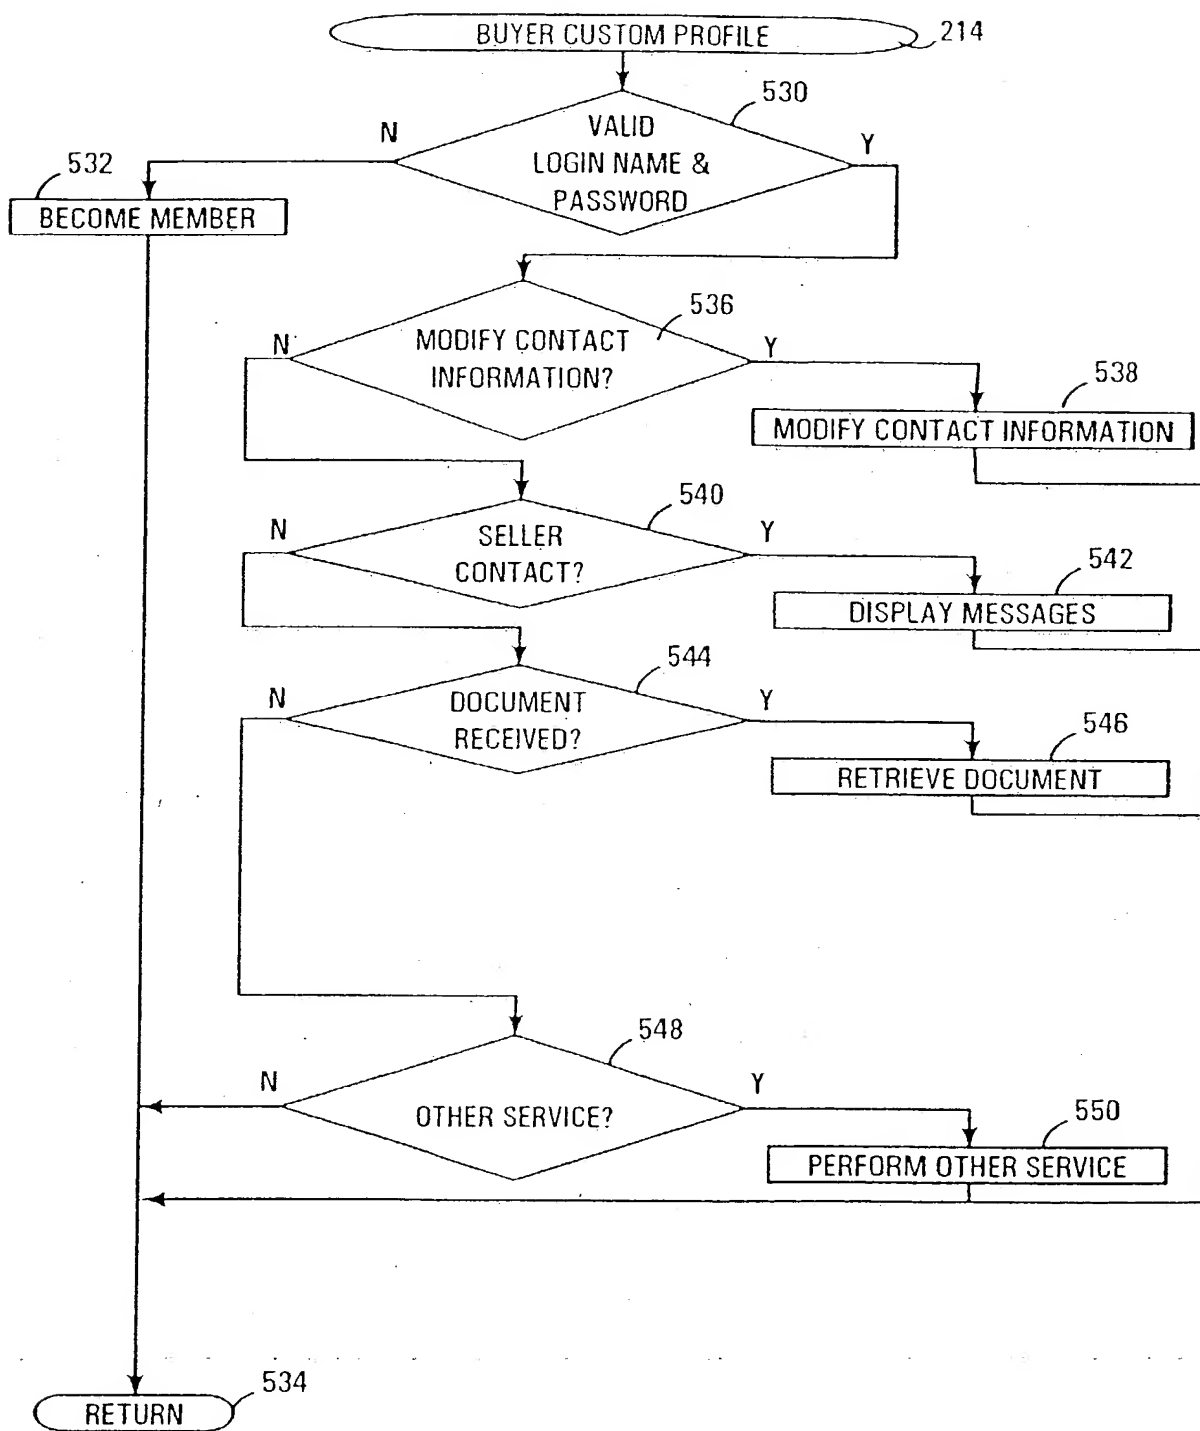 BUYER CUSTOM PROFILE
214
530
VALID
LOGIN NAME &
PASSWORD
N
Y
532
BECOME MEMBER
536
MODIFY CONTACT
INFORMATION?
N
Y
538
MODIFY CONTACT INFORMATION
540
SELLER
CONTACT?
N
Y
542
DISPLAY MESSAGES
544
DOCUMENT
RECEIVED?
N
Y
546
RETRIEVE DOCUMENT
548
OTHER SERVICE?
N
Y
550
PERFORM OTHER SERVICE
534
RETURN